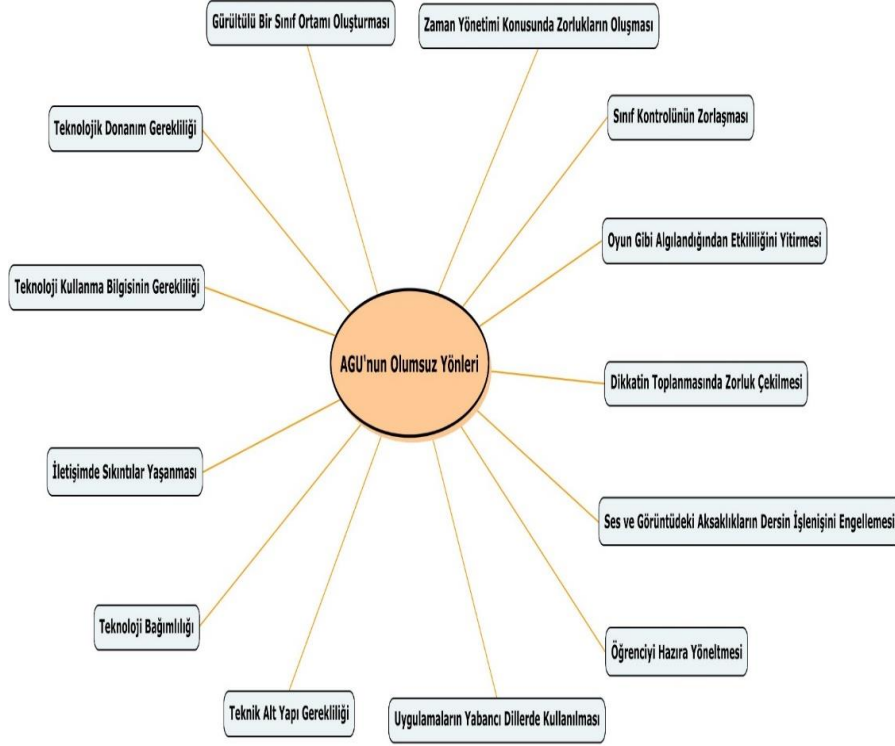 Gürültülü Bir Sınıf Ortamı Oluşturması
Zaman Yönetimi Konusunda Zorlukların Oluşması
Teknolojik Donanım Gerekliliği
Sınıf Kontrolünün Zorlaşması
Oyun Gibi Algılandığından Etkililiğini Yitirmesi
Teknoloji Kullanma Bilgisinin Gerekliliği
AGU'nun Olumsuz Yönleri
Dikkatin Toplanmasında Zorluk Çekilmesi
İletişimde Sıkıntılar Yaşanması
Ses ve Görüntüdeki Aksaklıkların Dersin İşlenişini Engellemesi
Teknoloji Bağımlılığı
Öğrenciyi Hazıra Yöneltmesi
Teknik Alt Yapı Gerekliliği
Uygulamaların Yabancı Dillerde Kullanılması